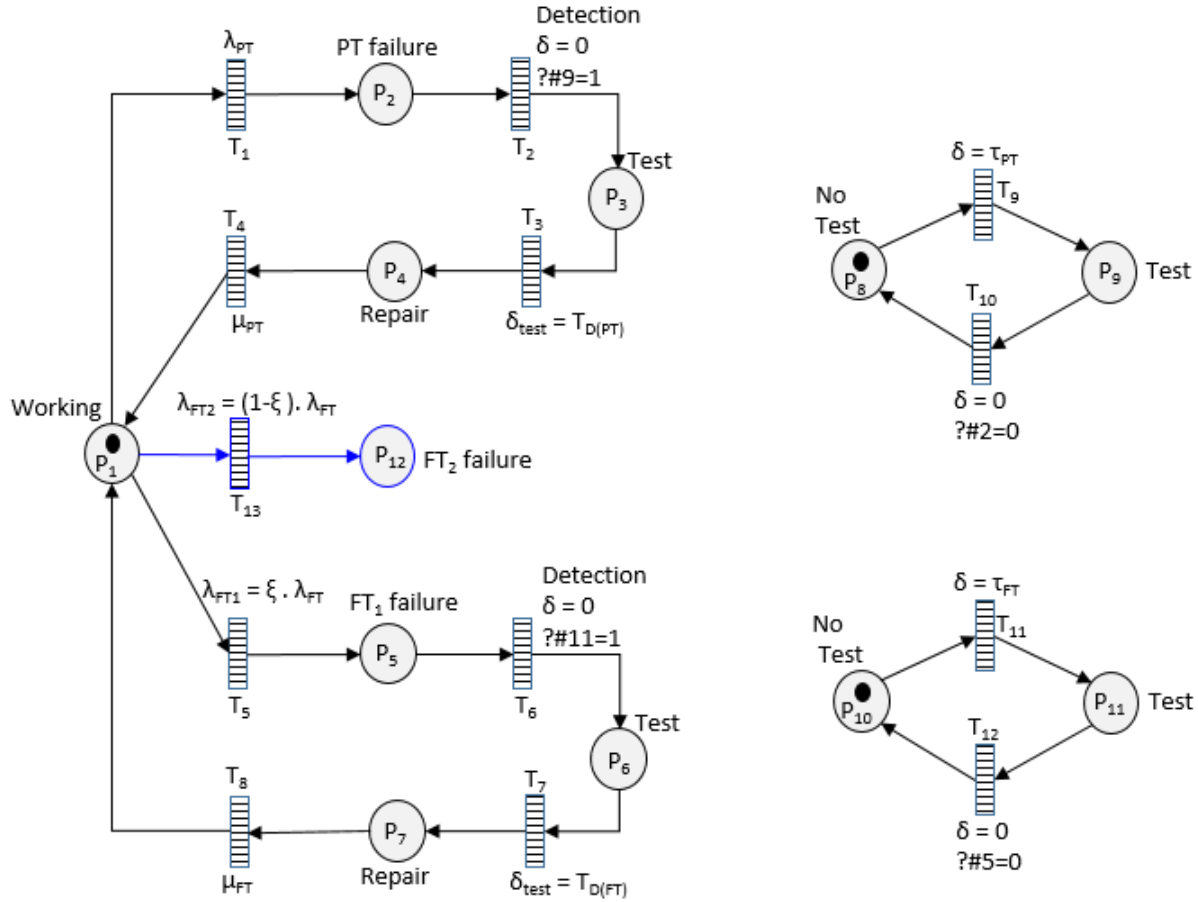 λPT
PT failure
Detection
δ = 0
?#9=1
P2
T1
T2
Test
P3
T4
T3
P4
μPT
Repair
δtest = TD(PT)
Working
λFT2 = (1-ξ ). λFT
P1
P12
FT2 failure
T13
λFT1 = ξ . λFT
FT1 failure
Detection
δ = 0
?#11=1
P5
T5
T6
Test
P6
T8
T7
P7
μFT
Repair
δtest = TD(FT)
δ = τPT
T9
No
Test
P8
P9
Test
T10
δ = 0
?#2=0
δ = τFT
T11
No
Test
P10
P11
Test
T12
δ = 0
?#5=0